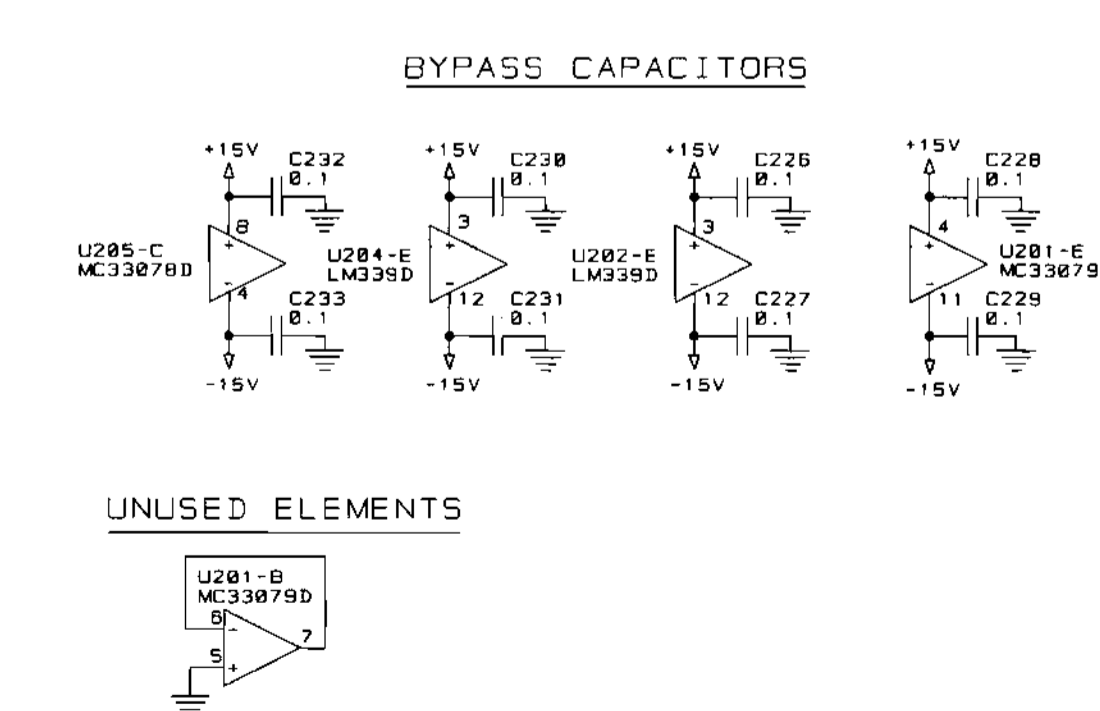 BYPASS CAPACITORS
+15V
C232
0.1
8
+
U205-C
MC33078D
-
4
C233
0.1
-15V
+15V
C230
0.1
3
+
U204-E
LM339D
-
12
C231
0.1
-15V
+15V
C226
0.1
3
+
U202-E
LM339D
-
12
C227
0.1
-15V
+15V
C228
0.1
4
+
U201-E
MC33079
-
11
C229
0.1
-15V
UNUSED ELEMENTS
U201-B
MC33079D
6
-
7
5
+